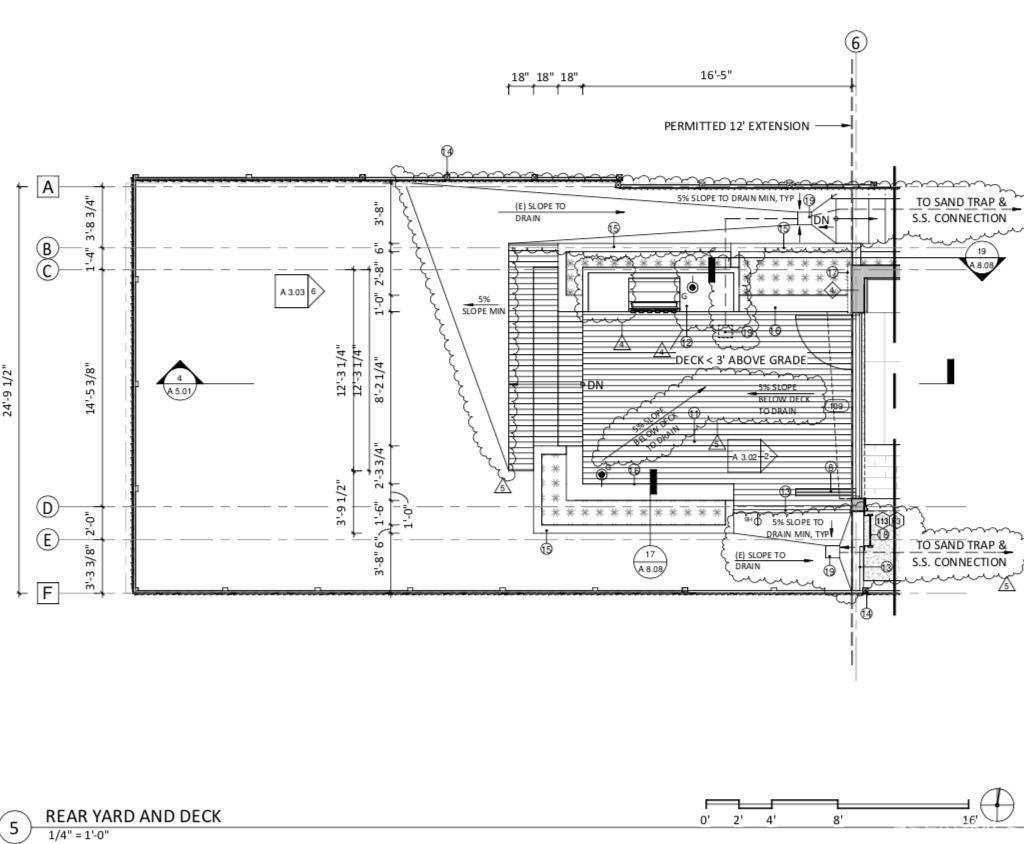 6
18" 18" 18" 16'-5"
PERMITTED 12' EXTENSION
14
A
B
C
D
E
F
24'-9 1/2"
3'-8 3/4"
1'-4"
14'-5 3/8"
2'-0"
3'-3 3/8"
12'-3 1/4"
12'-3 1/4"
3'-9 1/2"
3'-8"
6"
2'-8"
1'-0"
8'-2 1/4"
2'-3 3/4"
1'-6"
1'-0"
6"
3'-8"
(E) SLOPE TO
DRAIN
5% SLOPE TO DRAIN MIN, TYP
19
DN
TO SAND TRAP &
S.S. CONNECTION
15
15
17
4
19
A 8.08
A 3.03 6
5%
SLOPE MIN
G
12
19
10
4
4
DECK < 3' ABOVE GRADE
4
A 5.01
DN
5% SLOPE
BELOW DECK
TO DRAIN
5% SLOPE
BELOW DECK
TO DRAIN
11
109
5
A 3.02 2
8
16
13
5
15
17
A 8.08
5% SLOPE TO
DRAIN MIN, TYP
(E) SLOPE TO
DRAIN
113
18
19
13
TO SAND TRAP &
S.S. CONNECTION
5
14
5
REAR YARD AND DECK
1/4" = 1'-0"
0' 2' 4' 8' 16'